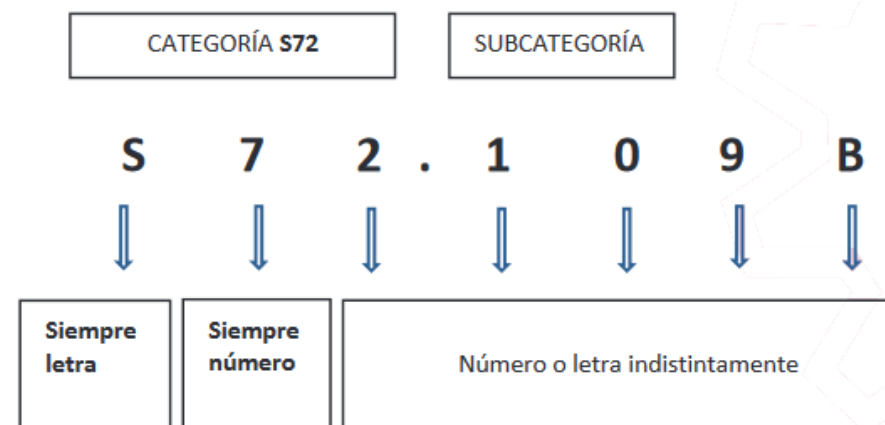 CATEGORÍA S72
SUBCATEGORÍA
S 7 2 . 1 0 9 B
Siempre letra
Siempre número
Número o letra indistintamente